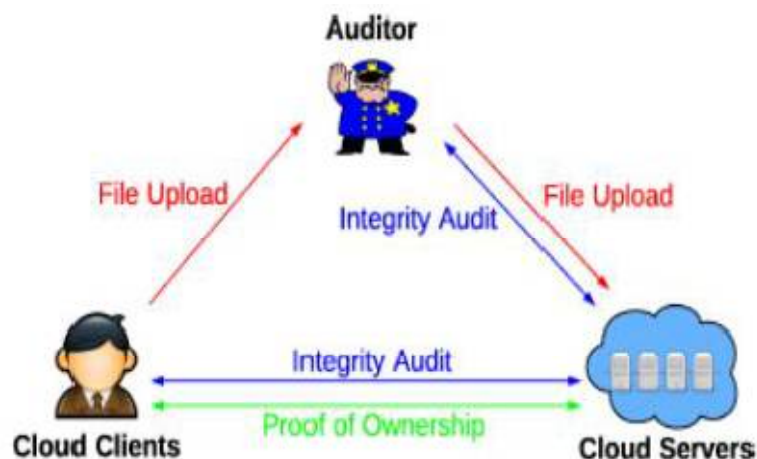 Auditor
File Upload
File Upload
Integrity Audit
Integrity Audit
Proof of Ownership
Cloud Clients
Cloud Servers